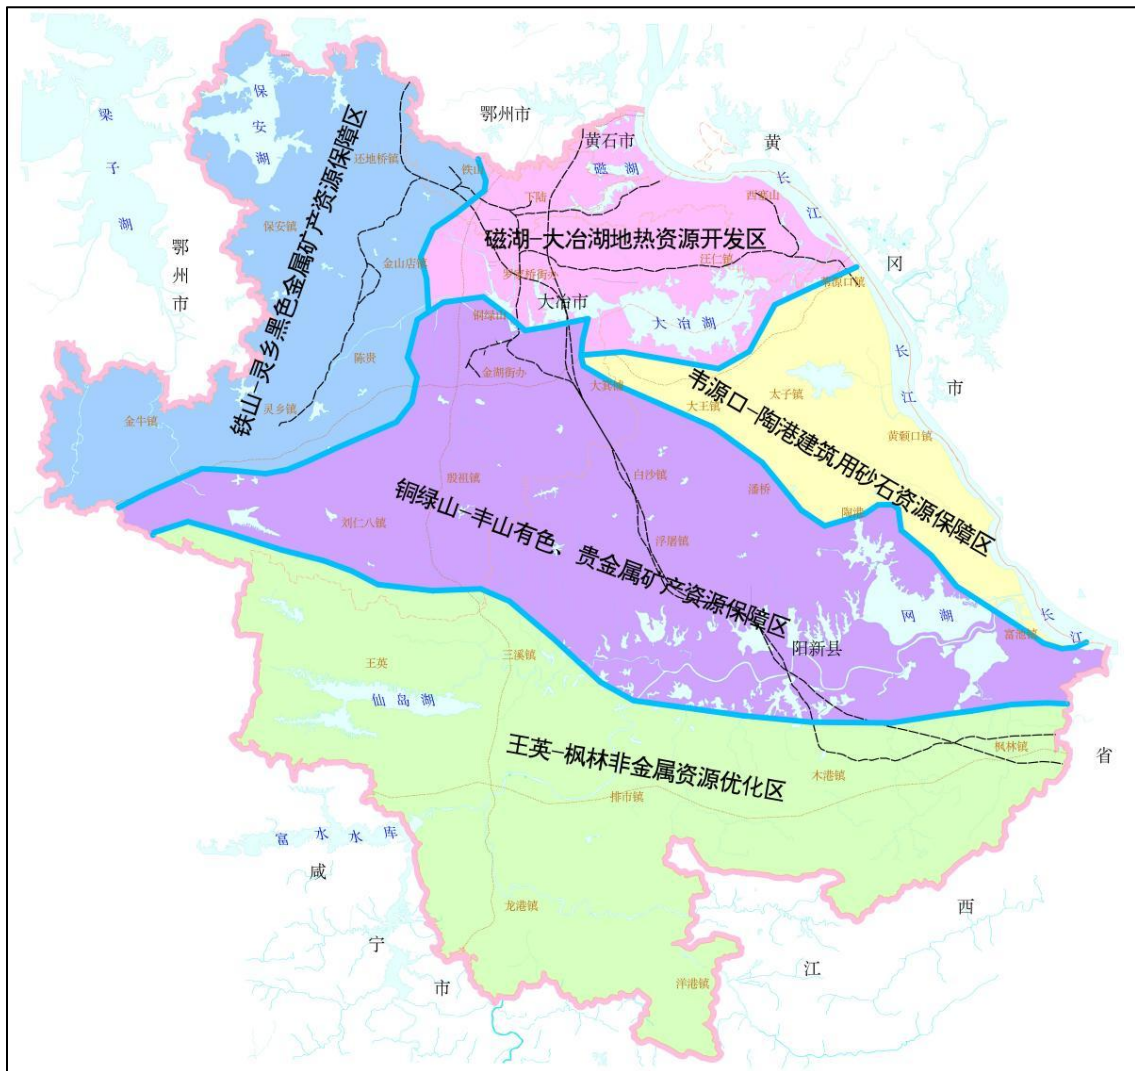 鄂州市
黄石市
黄
冈
市
梁子湖
保安湖
鄂州市
还地桥镇
铁山
下陆
磁湖
西塞山
长江
保安镇
金山店镇
铁山-灵乡黑色金属矿产资源保障区
磁湖-大冶湖地热资源开发区
汪仁镇
罗家桥街办
大冶市
大冶湖
韦源口镇
铜绿山
陈贵
金湖街办
大箕铺
长江
灵乡镇
金牛镇
大王镇
太子镇
黄颡口镇
韦源口-陶港建筑用砂石资源保障区
殷祖镇
白沙镇
潘桥
陶港
刘仁八镇
浮屠镇
铜绿山-丰山有色、贵金属矿产资源保障区
网湖
富池镇
长江
阳新县
王英
三溪镇
仙岛湖
王英-枫林非金属资源优化区
木港镇
枫林镇
排市镇
富水水库
咸宁市
龙港镇
洋港镇
江西省